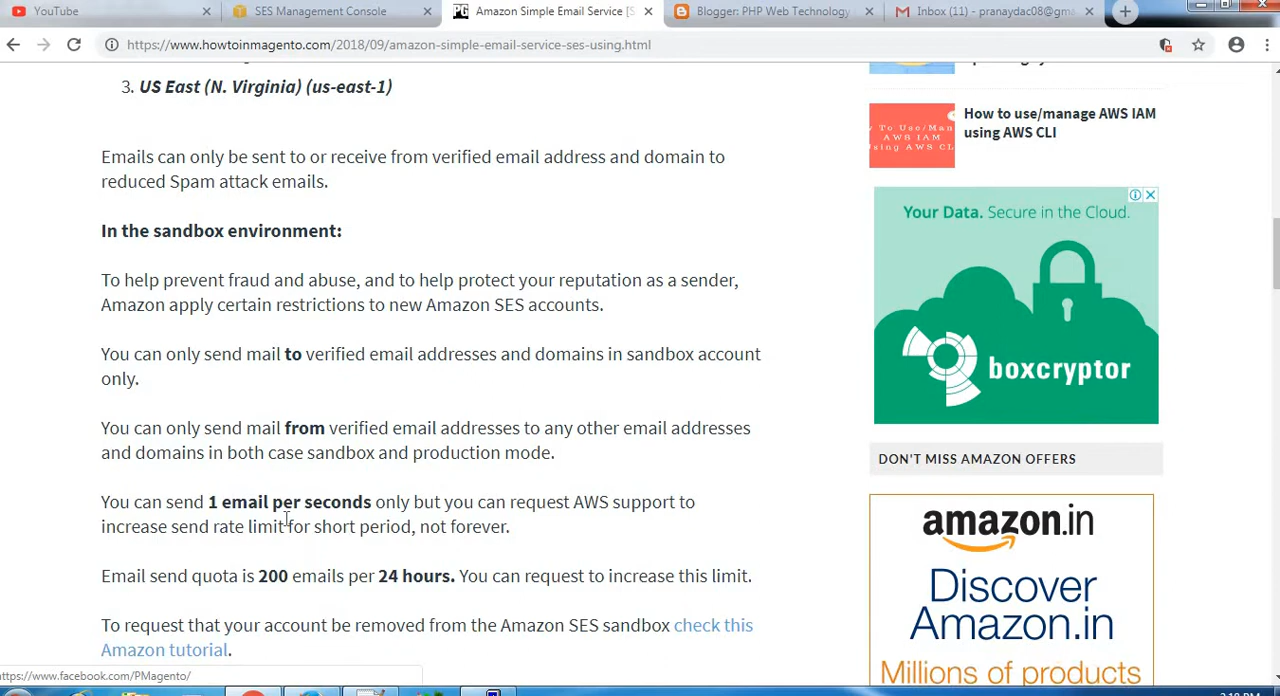 YouTube
SES Management Console
Amazon Simple Email Service [S
Blogger: PHP Web Technology
Inbox (11) - pranaydac08@gm
https://www.howtoinmagento.com/2018/09/amazon-simple-email-service-ses-using.html
3. US East (N. Virginia) (us-east-1)
Emails can only be sent to or receive from verified email address and domain to
reduced Spam attack emails.
In the sandbox environment:
To help prevent fraud and abuse, and to help protect your reputation as a sender,
Amazon apply certain restrictions to new Amazon SES accounts.
You can only send mail to verified email addresses and domains in sandbox account
only.
You can only send mail from verified email addresses to any other email addresses
and domains in both case sandbox and production mode.
You can send 1 email per seconds only but you can request AWS support to
increase send rate limit for short period, not forever.
Email send quota is 200 emails per 24 hours. You can request to increase this limit.
To request that your account be removed from the Amazon SES sandbox check this
Amazon tutorial.
ttps://www.facebook.com/PMagento/
How to use/manage AWS IAM
using AWS CLI
w To Use/Man
AWS IAM
sing AWS CL
Your Data. Secure in the Cloud.
boxcryptor
DON'T MISS AMAZON OFFERS
amazon.in
Discover
Amazon.in
Millions of products